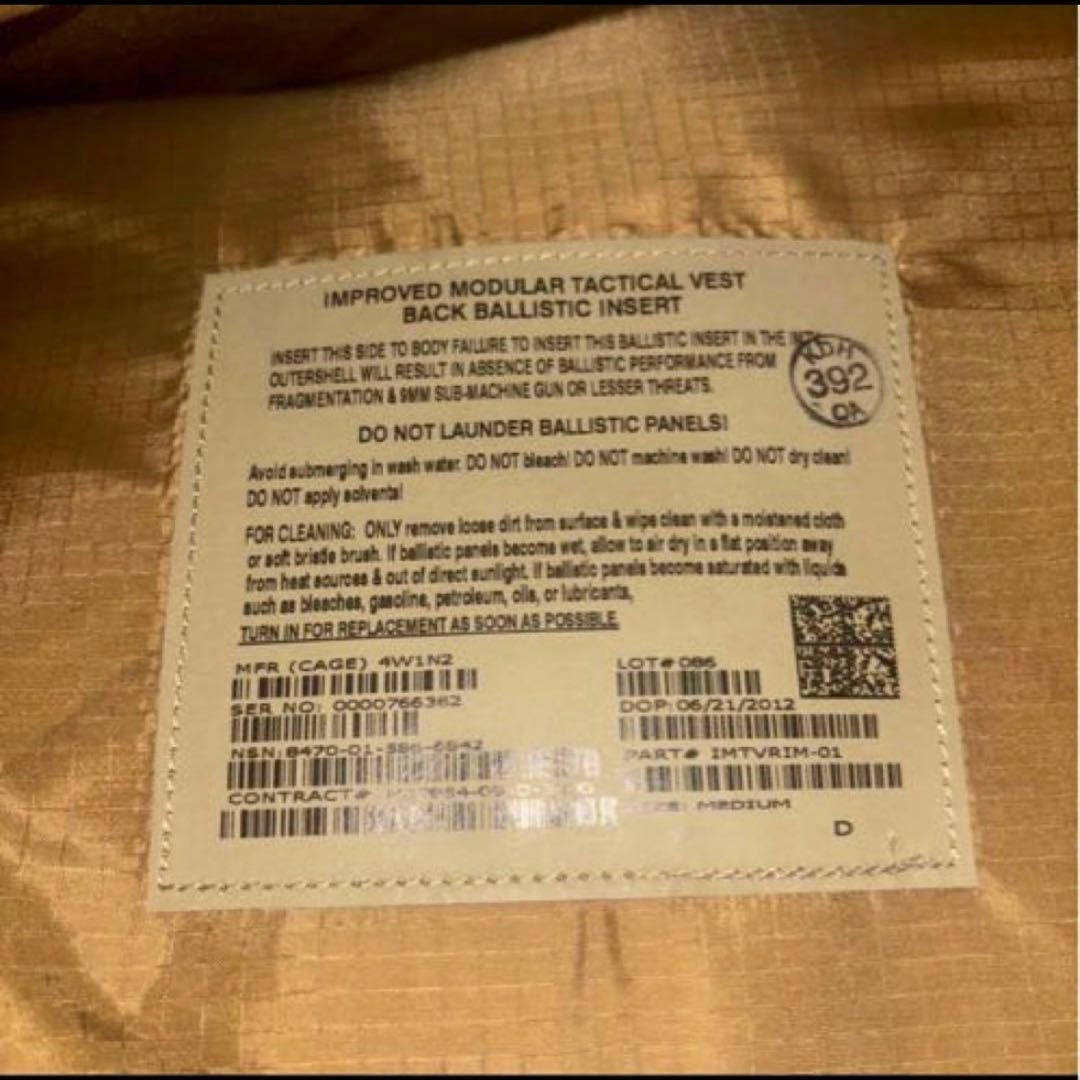 IMPROVED MODULAR TACTICAL VEST
BACK BALLISTIC INSERT
INSERT THIS SIDE TO BODY FAILURE TO INSERT THIS BALLISTIC INSERT IN THE
OUTERSHELL WILL RESULT IN ABSENCE OF BALLISTIC PERFORMANCE FROM
FRAGMENTATION & 9MM SUB-MACHINE GUN OR LESSER THREATS.
KDH
392
QA
DO NOT LAUNDER BALLISTIC PANELS!
Avoid submerging in wash water. DO NOT bleach! DO NOT machine wash! DO NOT dry clean!
DO NOT apply solvents!
FOR CLEANING: ONLY remove loose dirt from surface & wipe clean with a moistened cloth
or soft bristle brush. If ballistic panels become wet, allow to air dry in a flat position away
from heat sources & out of direct sunlight. If ballistic panels become saturated with liquids
such as bleaches, gasoline, petroleum, oils, or lubricants,
TURN IN FOR REPLACEMENT AS SOON AS POSSIBLE.
MFR (CAGE) 4W1N2
SER NO: 0000766362
NSN:
CONTRACT#
LOT# 086
DOP: 06/21/2012
PART# IMTVRIM-01
MEDIUM
D